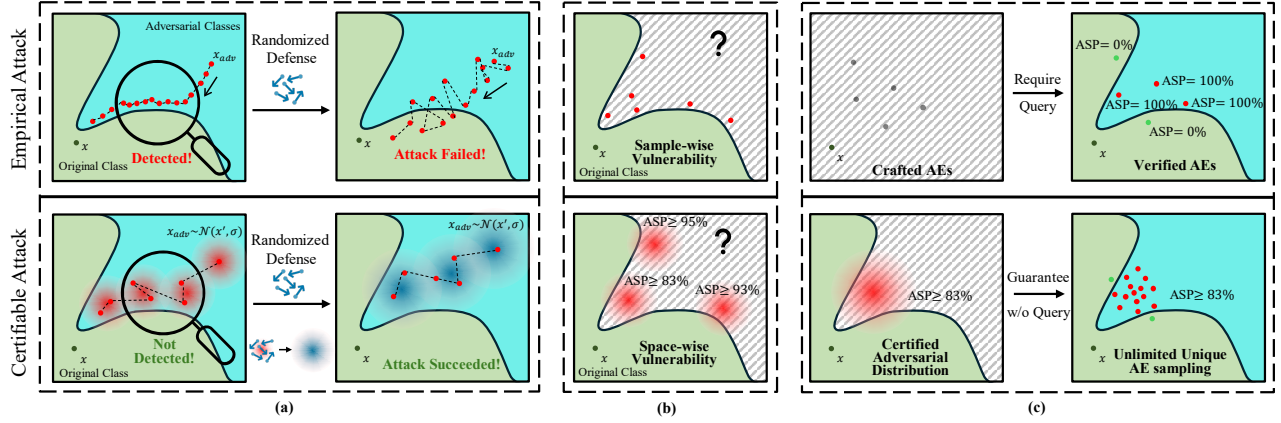 Empirical Attack
Adversarial Classes
x_adv
Detected!
x
Original Class
Randomized
Defense
x_adv
Attack Failed!
x
?
Sample-wise
Vulnerability
x
Original Class
Crafted AEs
x
Require
Query
ASP= 0%
ASP= 100%
ASP= 100%
ASP= 100%
ASP= 0%
x
Verified AEs
Certifiable Attack
x_adv~𝒩(x′,σ)
Not
Detected!
x
Original Class
Randomized
Defense
x_adv~𝒩(x′,σ)
Attack Succeeded!
x
ASP≥ 95%
?
ASP≥ 83%
ASP≥ 93%
Space-wise
Vulnerability
x
Original Class
ASP≥ 83%
Certified
Adversarial
Distribution
x
Guarantee
w/o Query
ASP≥ 83%
x
Unlimited Unique
AE sampling
(a)
(b)
(c)